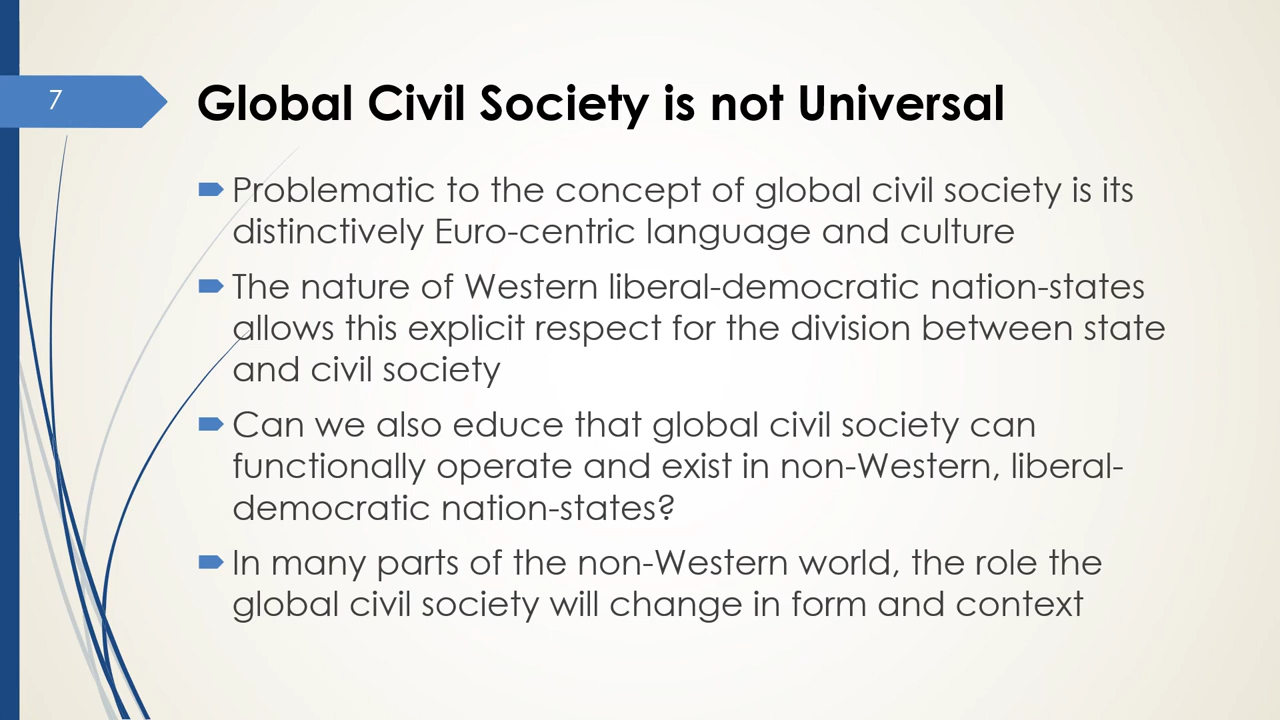 7
Global Civil Society is not Universal
Problematic to the concept of global civil society is its
distinctively Euro-centric language and culture
The nature of Western liberal-democratic nation-states
allows this explicit respect for the division between state
and civil society
Can we also educe that global civil society can
functionally operate and exist in non-Western, liberal-
democratic nation-states?
In many parts of the non-Western world, the role the
global civil society will change in form and context